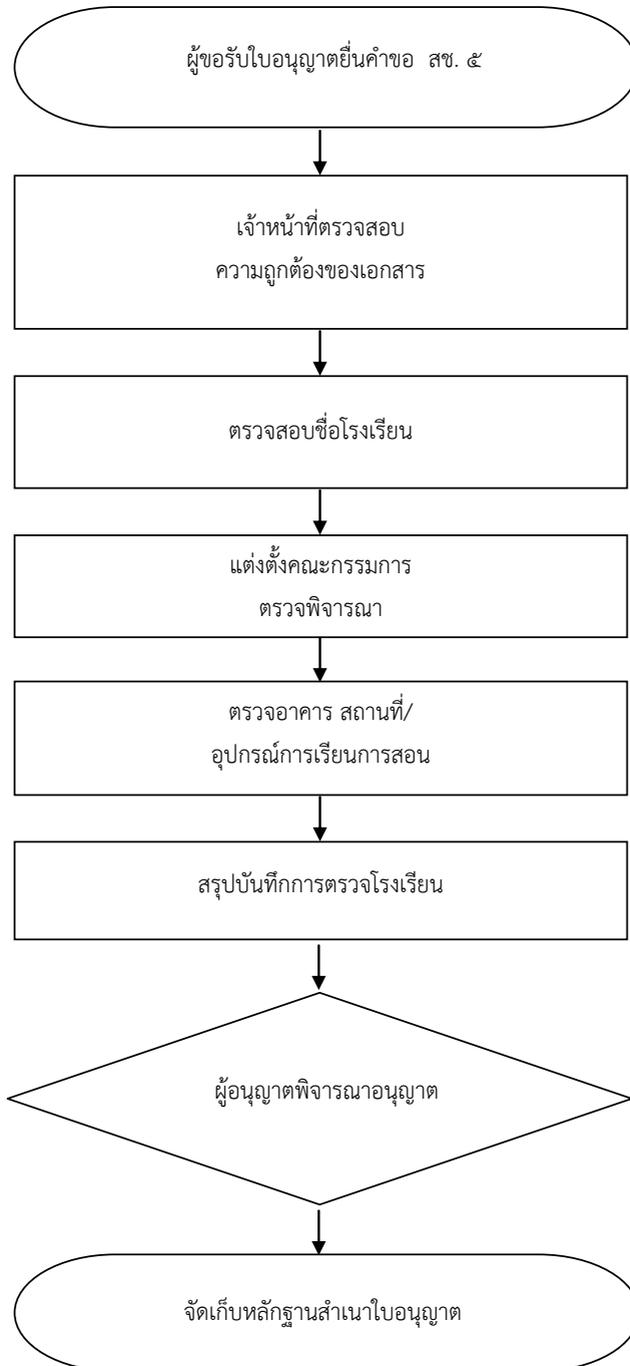 ผู้ขอรับใบอนุญาตยื่นคำขอ  สช. ๕
เจ้าหน้าที่ตรวจสอบ
ความถูกต้องของเอกสาร
ตรวจสอบชื่อโรงเรียน
แต่งตั้งคณะกรรมการ
ตรวจพิจารณา
ตรวจอาคาร สถานที่/
อุปกรณ์การเรียนการสอน
สรุปบันทึกการตรวจโรงเรียน
ผู้อนุญาตพิจารณาอนุญาต
จัดเก็บหลักฐานสำเนาใบอนุญาต